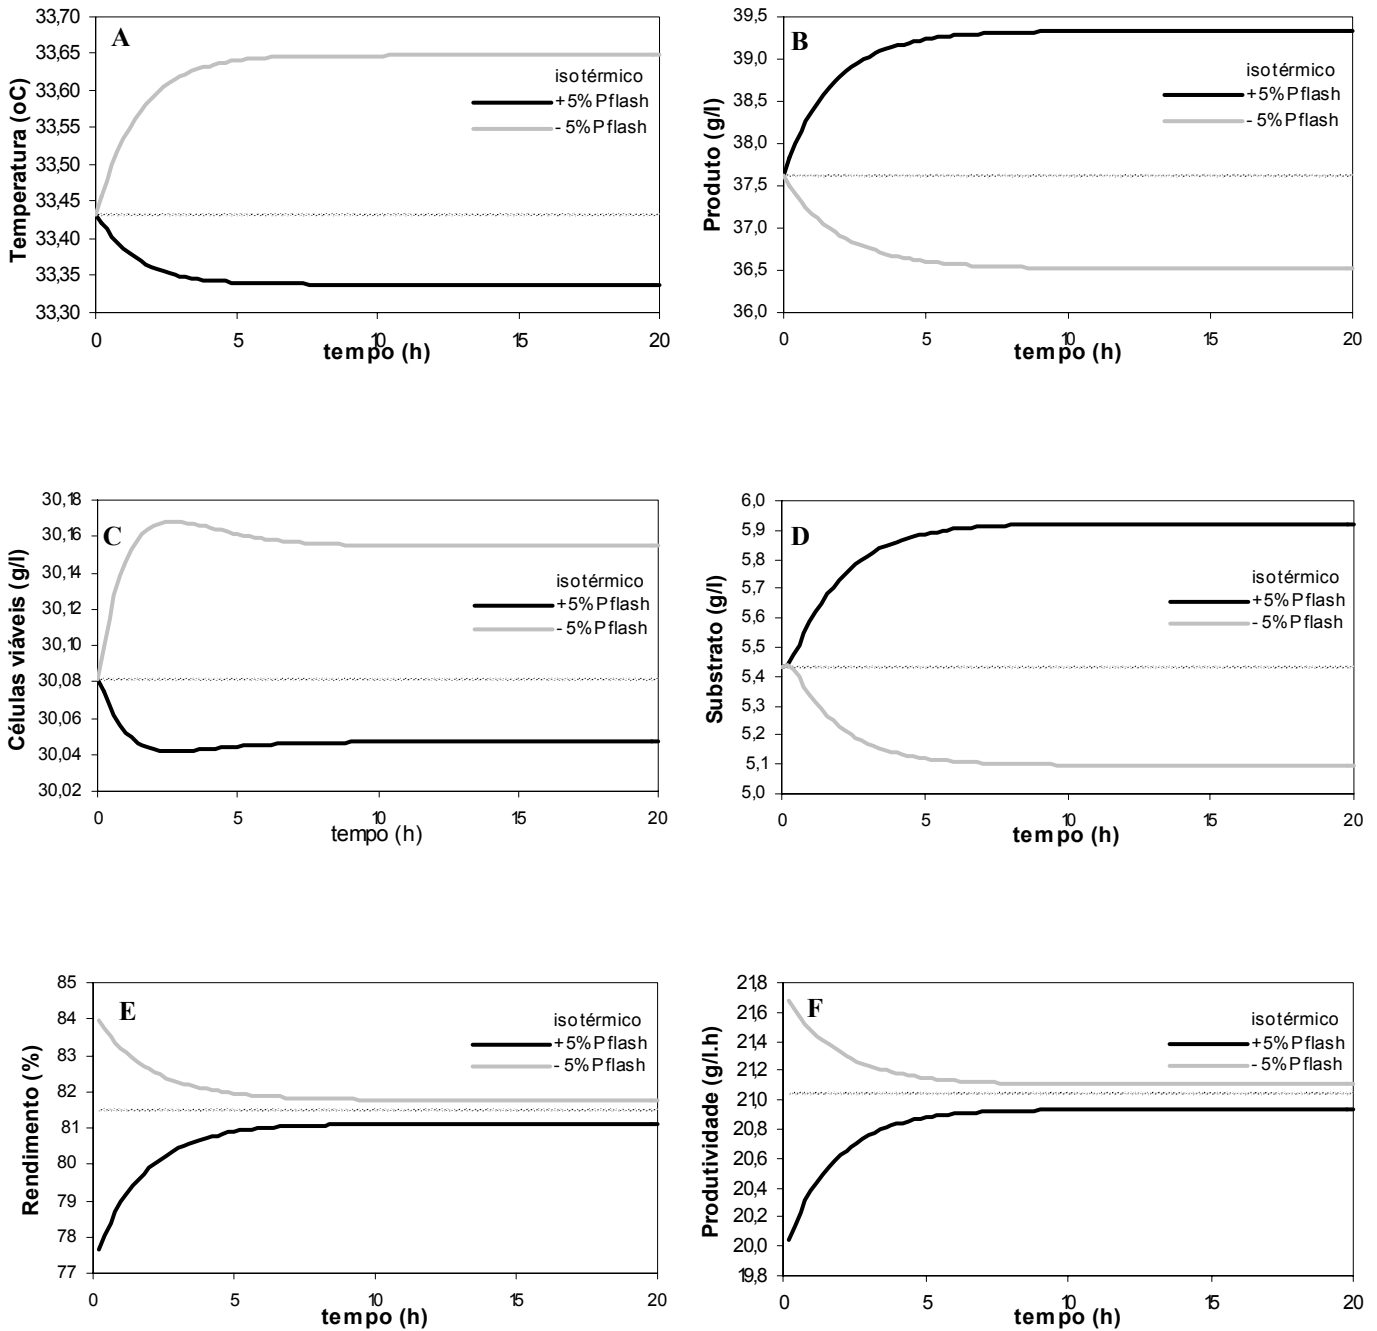 A
Temperatura (oC)
33,70
33,65
33,60
33,55
33,50
33,45
33,40
33,35
33,30
isotérmico
+5%Pflash
- 5%Pflash
0 5 10 15 20
tempo (h)
B
Produto (g/l)
39,5
39,0
38,5
38,0
37,5
37,0
36,5
36,0
isotérmico
+5%Pflash
- 5%Pflash
0 5 10 15 20
tempo (h)
C
Células viáveis (g/l)
30,18
30,16
30,14
30,12
30,10
30,08
30,06
30,04
30,02
isotérmico
+5%Pflash
- 5%Pflash
0 5 10 15 20
tempo (h)
D
Substrato (g/l)
6,0
5,9
5,8
5,7
5,6
5,5
5,4
5,3
5,2
5,1
5,0
isotérmico
+5%Pflash
- 5%Pflash
0 5 10 15 20
tempo (h)
E
Rendimento (%)
85
84
83
82
81
80
79
78
77
isotérmico
+5%Pflash
- 5%Pflash
0 5 10 15 20
tempo (h)
F
Produtividade (g/l.h)
21,8
21,6
21,4
21,2
21,0
20,8
20,6
20,4
20,2
20,0
19,8
isotérmico
+5%Pflash
- 5%Pflash
0 5 10 15 20
tempo (h)